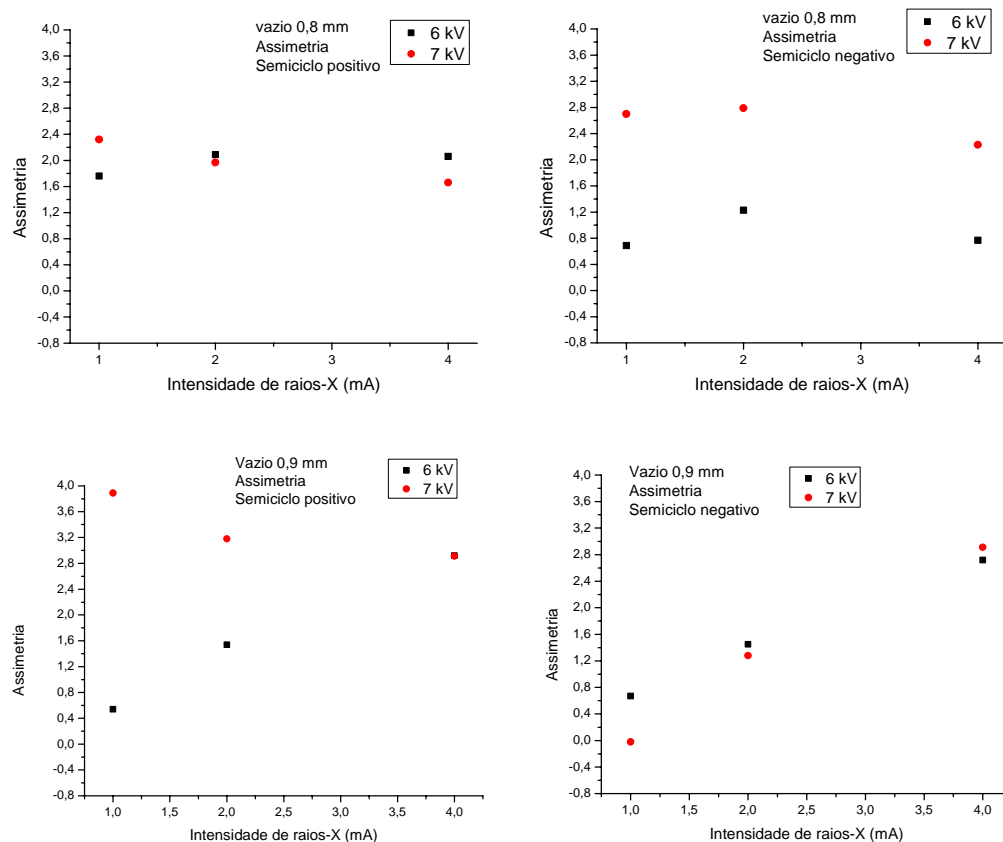 vazio 0,8 mm
Assimetria
Semiciclo positivo
6 kV
7 kV
4,0
3,6
3,2
2,8
2,4
2,0
1,6
1,2
0,8
0,4
0,0
-0,4
-0,8
Assimetria
1
2
3
4
Intensidade de raios-X (mA)
vazio 0,8 mm
Assimetria
Semiciclo negativo
6 kV
7 kV
4,0
3,6
3,2
2,8
2,4
2,0
1,6
1,2
0,8
0,4
0,0
-0,4
-0,8
Assimetria
1
2
3
4
Intensidade de raios-X (mA)
Vazio 0,9 mm
Assimetria
Semiciclo positivo
6 kV
7 kV
4,0
3,6
3,2
2,8
2,4
2,0
1,6
1,2
0,8
0,4
0,0
-0,4
-0,8
Assimetria
1,0
1,5
2,0
2,5
3,0
3,5
4,0
Intensidade de raios-X (mA)
Vazio 0,9 mm
Assimetria
Semiciclo negativo
6 kV
7 kV
4,0
3,6
3,2
2,8
2,4
2,0
1,6
1,2
0,8
0,4
0,0
-0,4
-0,8
Assimetria
1,0
1,5
2,0
2,5
3,0
3,5
4,0
Intensidade de raios-X (mA)